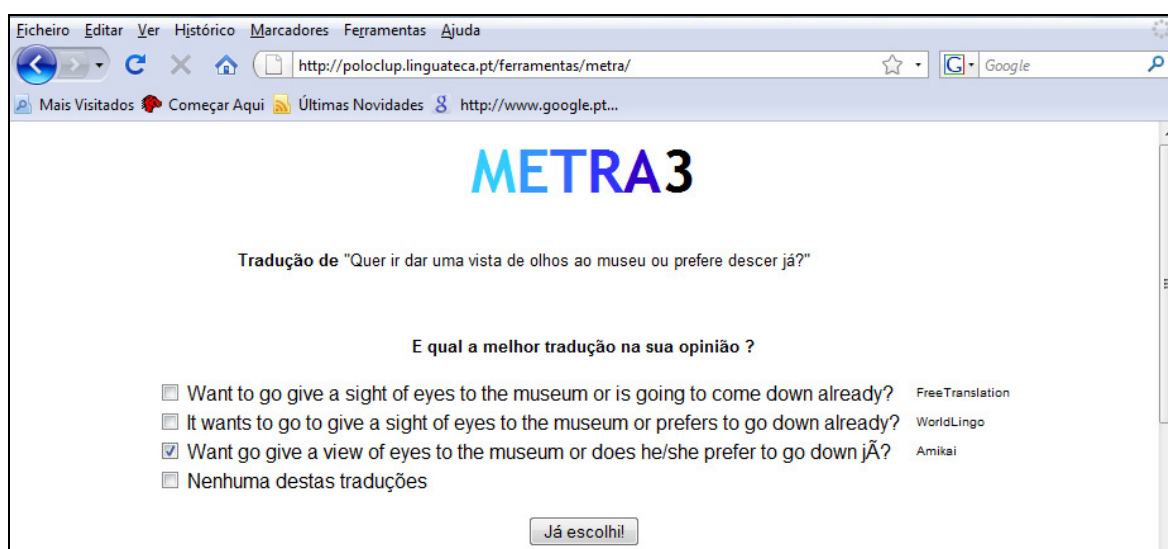 Ficheiro Editar Ver Histórico Marcadores Ferramentas Ajuda
http://poloclup.linguateca.pt/ferramentas/metra/ G Google
Mais Visitados Começar Aqui Últimas Novidades 8 http://www.google.pt...
METRA3
Tradução de "Quer ir dar uma vista de olhos ao museu ou prefere descer já?"
E qual a melhor tradução na sua opinião ?
Want to go give a sight of eyes to the museum or is going to come down already? FreeTranslation
It wants to go to give a sight of eyes to the museum or prefers to go down already? WorldLingo
Want go give a view of eyes to the museum or does he/she prefer to go down jÃ? Amikai
Nenhuma destas traduções
Já escolhi!